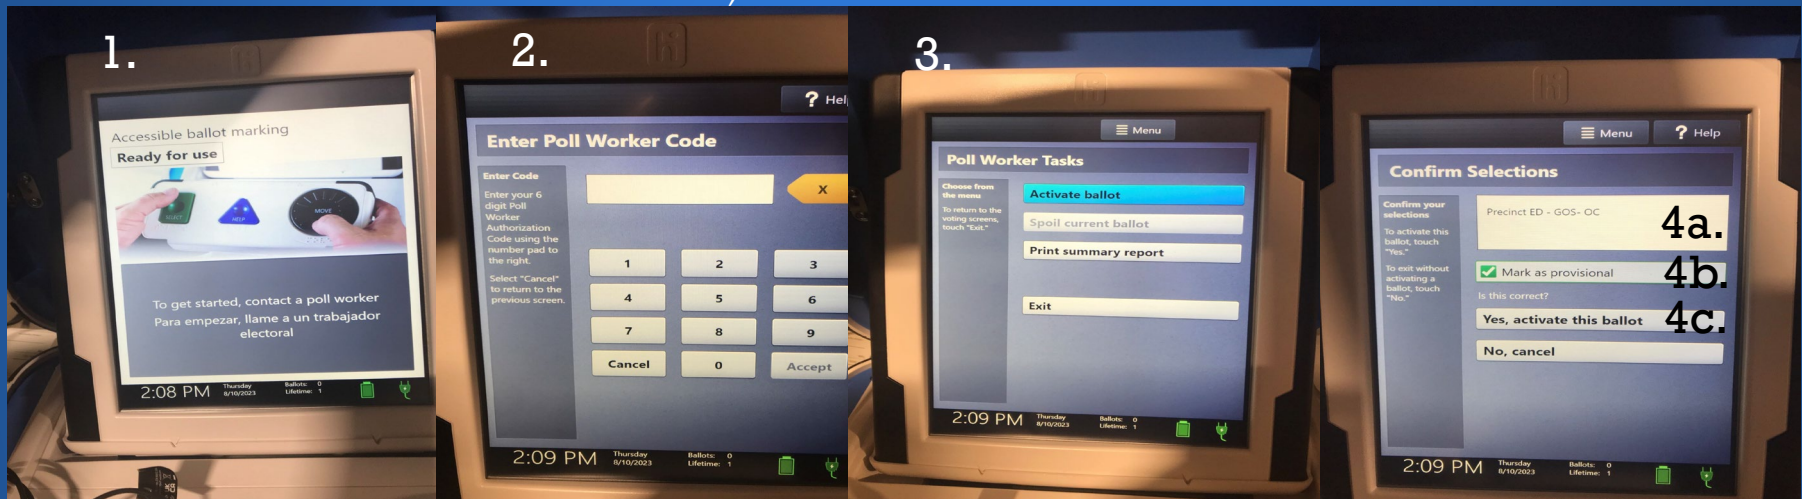 1.
Accessible ballot marking
Ready for use
SELECT
HELP
MOVE
To get started, contact a poll worker
Para empezar, llame a un trabajador
electoral
2:08 PM
Thursday
8/10/2023
Ballots: 0
Lifetime: 1
2.
? Hel
Enter Poll Worker Code
Enter Code
Enter your 6
digit Poll
Worker
Authorization
Code using the
number pad to
the right.
Select "Cancel"
to return to the
previous screen.
X
1 2 3
4 5 6
7 8 9
Cancel 0 Accept
2:09 PM
Thursday
8/10/2023
Ballots: 0
Lifetime: 1
3.
Menu
Poll Worker Tasks
Choose from
the menu
To return to the
voting screens,
touch "Exit."
Activate ballot
Spoil current ballot
Print summary report
Exit
2:09 PM
Thursday
8/10/2023
Ballots: 0
Lifetime: 1
Menu ? Help
Confirm Selections
Confirm your
selections
To activate this
ballot, touch
"Yes."
To exit without
activating a
ballot, touch
"No."
Precinct ED - GOS- OC
4a.
Mark as provisional
4b.
Is this correct?
Yes, activate this ballot
4c.
No, cancel
2:09 PM
Thursday
8/10/2023
Ballots: 0
Lifetime: 1